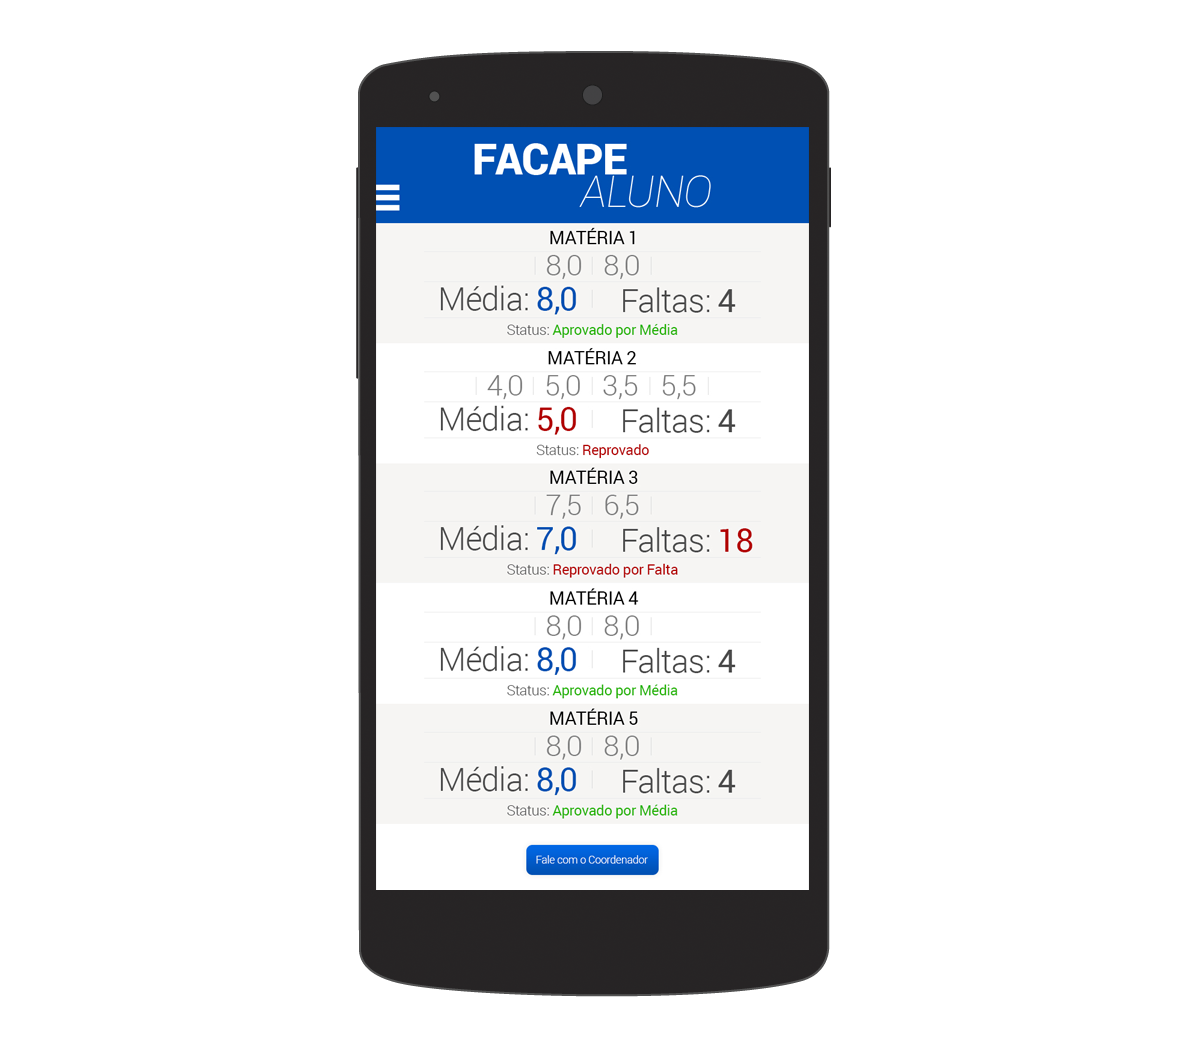 FACAPE
ALUNO
MATÉRIA 1
8,0 8,0
Média: 8,0 Faltas: 4
Status: Aprovado por Média
MATÉRIA 2
4,0 5,0 3,5 5,5
Média: 5,0 Faltas: 4
Status: Reprovado
MATÉRIA 3
7,5 6,5
Média: 7,0 Faltas: 18
Status: Reprovado por Falta
MATÉRIA 4
8,0 8,0
Média: 8,0 Faltas: 4
Status: Aprovado por Média
MATÉRIA 5
8,0 8,0
Média: 8,0 Faltas: 4
Status: Aprovado por Média
Fale com o Coordenador